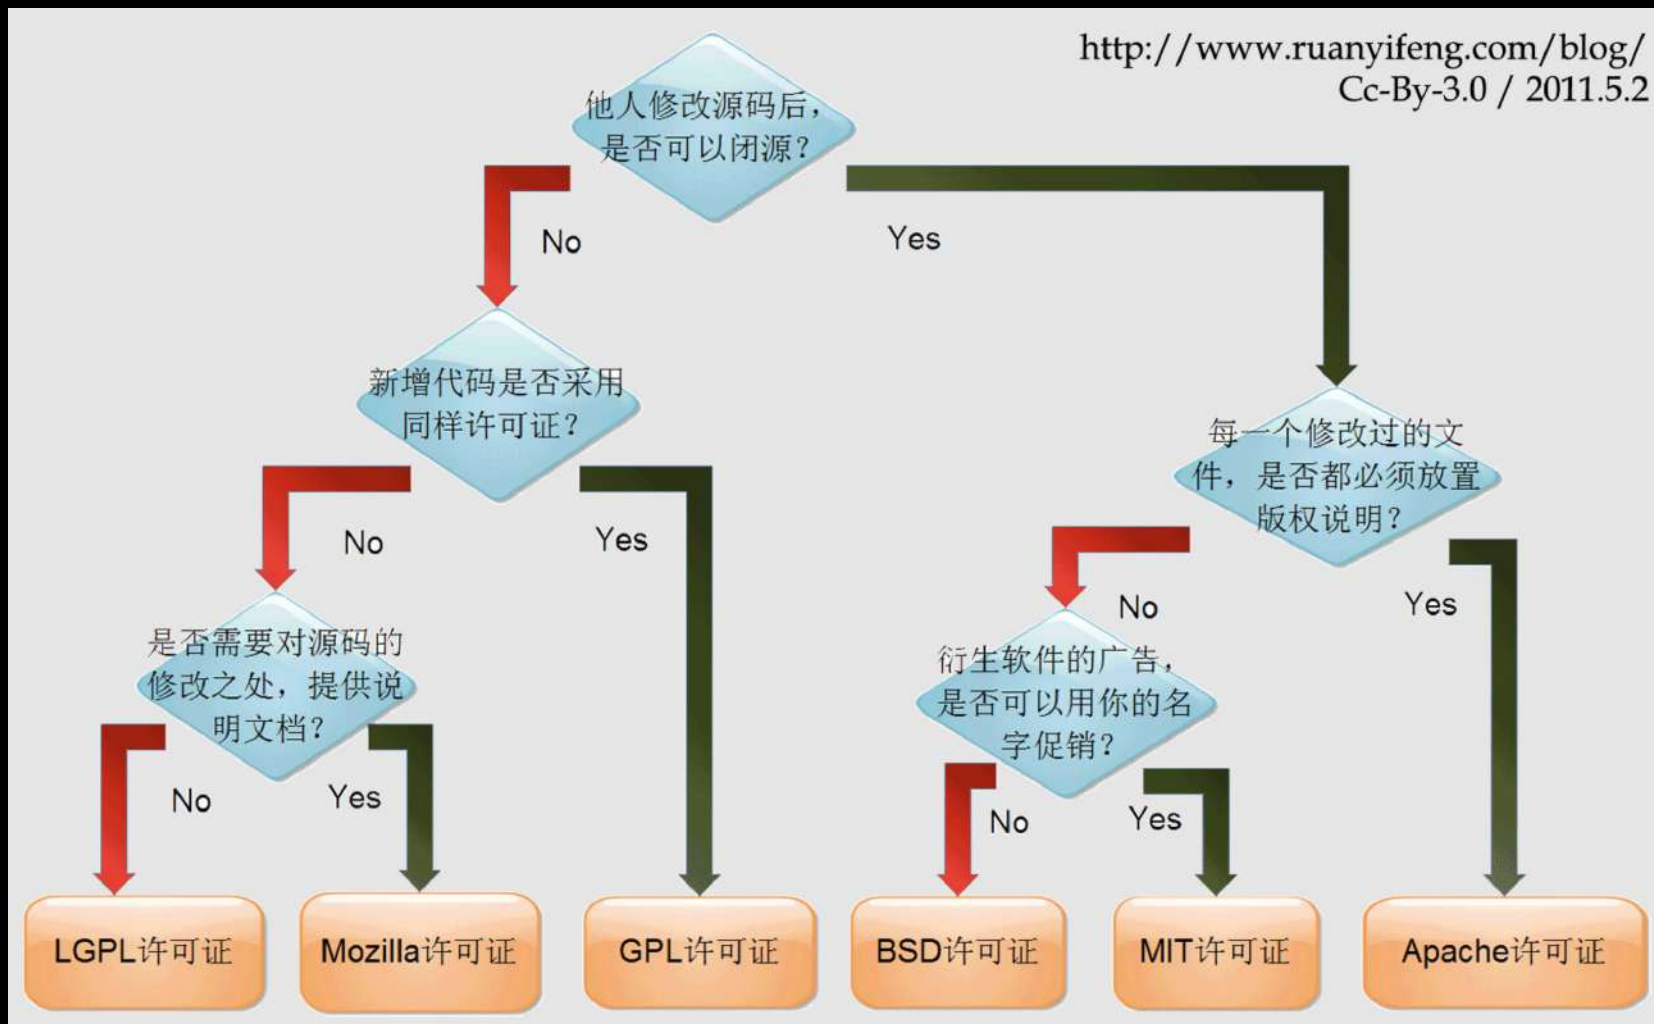 http://www.ruanyifeng.com/blog/
Cc-By-3.0 / 2011.5.2
他人修改源码后，
是否可以闭源？
No
Yes
新增代码是否采用
同样许可证？
每一个修改过的文
件，是否都必须放置
版权说明？
No
Yes
No
Yes
是否需要对源码的
修改之处，提供说
明文档？
衍生软件的广告，
是否可以用你的名
字促销？
No
Yes
No
Yes
LGPL许可证
Mozilla许可证
GPL许可证
BSD许可证
MIT许可证
Apache许可证